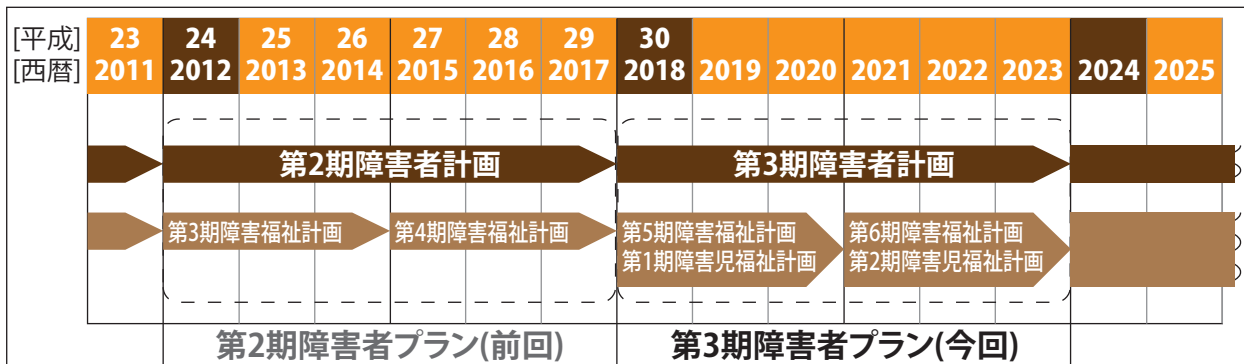 [平成] 23 24 25 26 27 28 29 30
[西暦] 2011 2012 2013 2014 2015 2016 2017 2018 2019 2020 2021 2022 2023 2024 2025
第2期障害者計画 第3期障害者計画
第3期障害福祉計画 第4期障害福祉計画 第5期障害福祉計画 第6期障害福祉計画
第1期障害児福祉計画 第2期障害児福祉計画
第2期障害者プラン(前回) 第3期障害者プラン(今回)